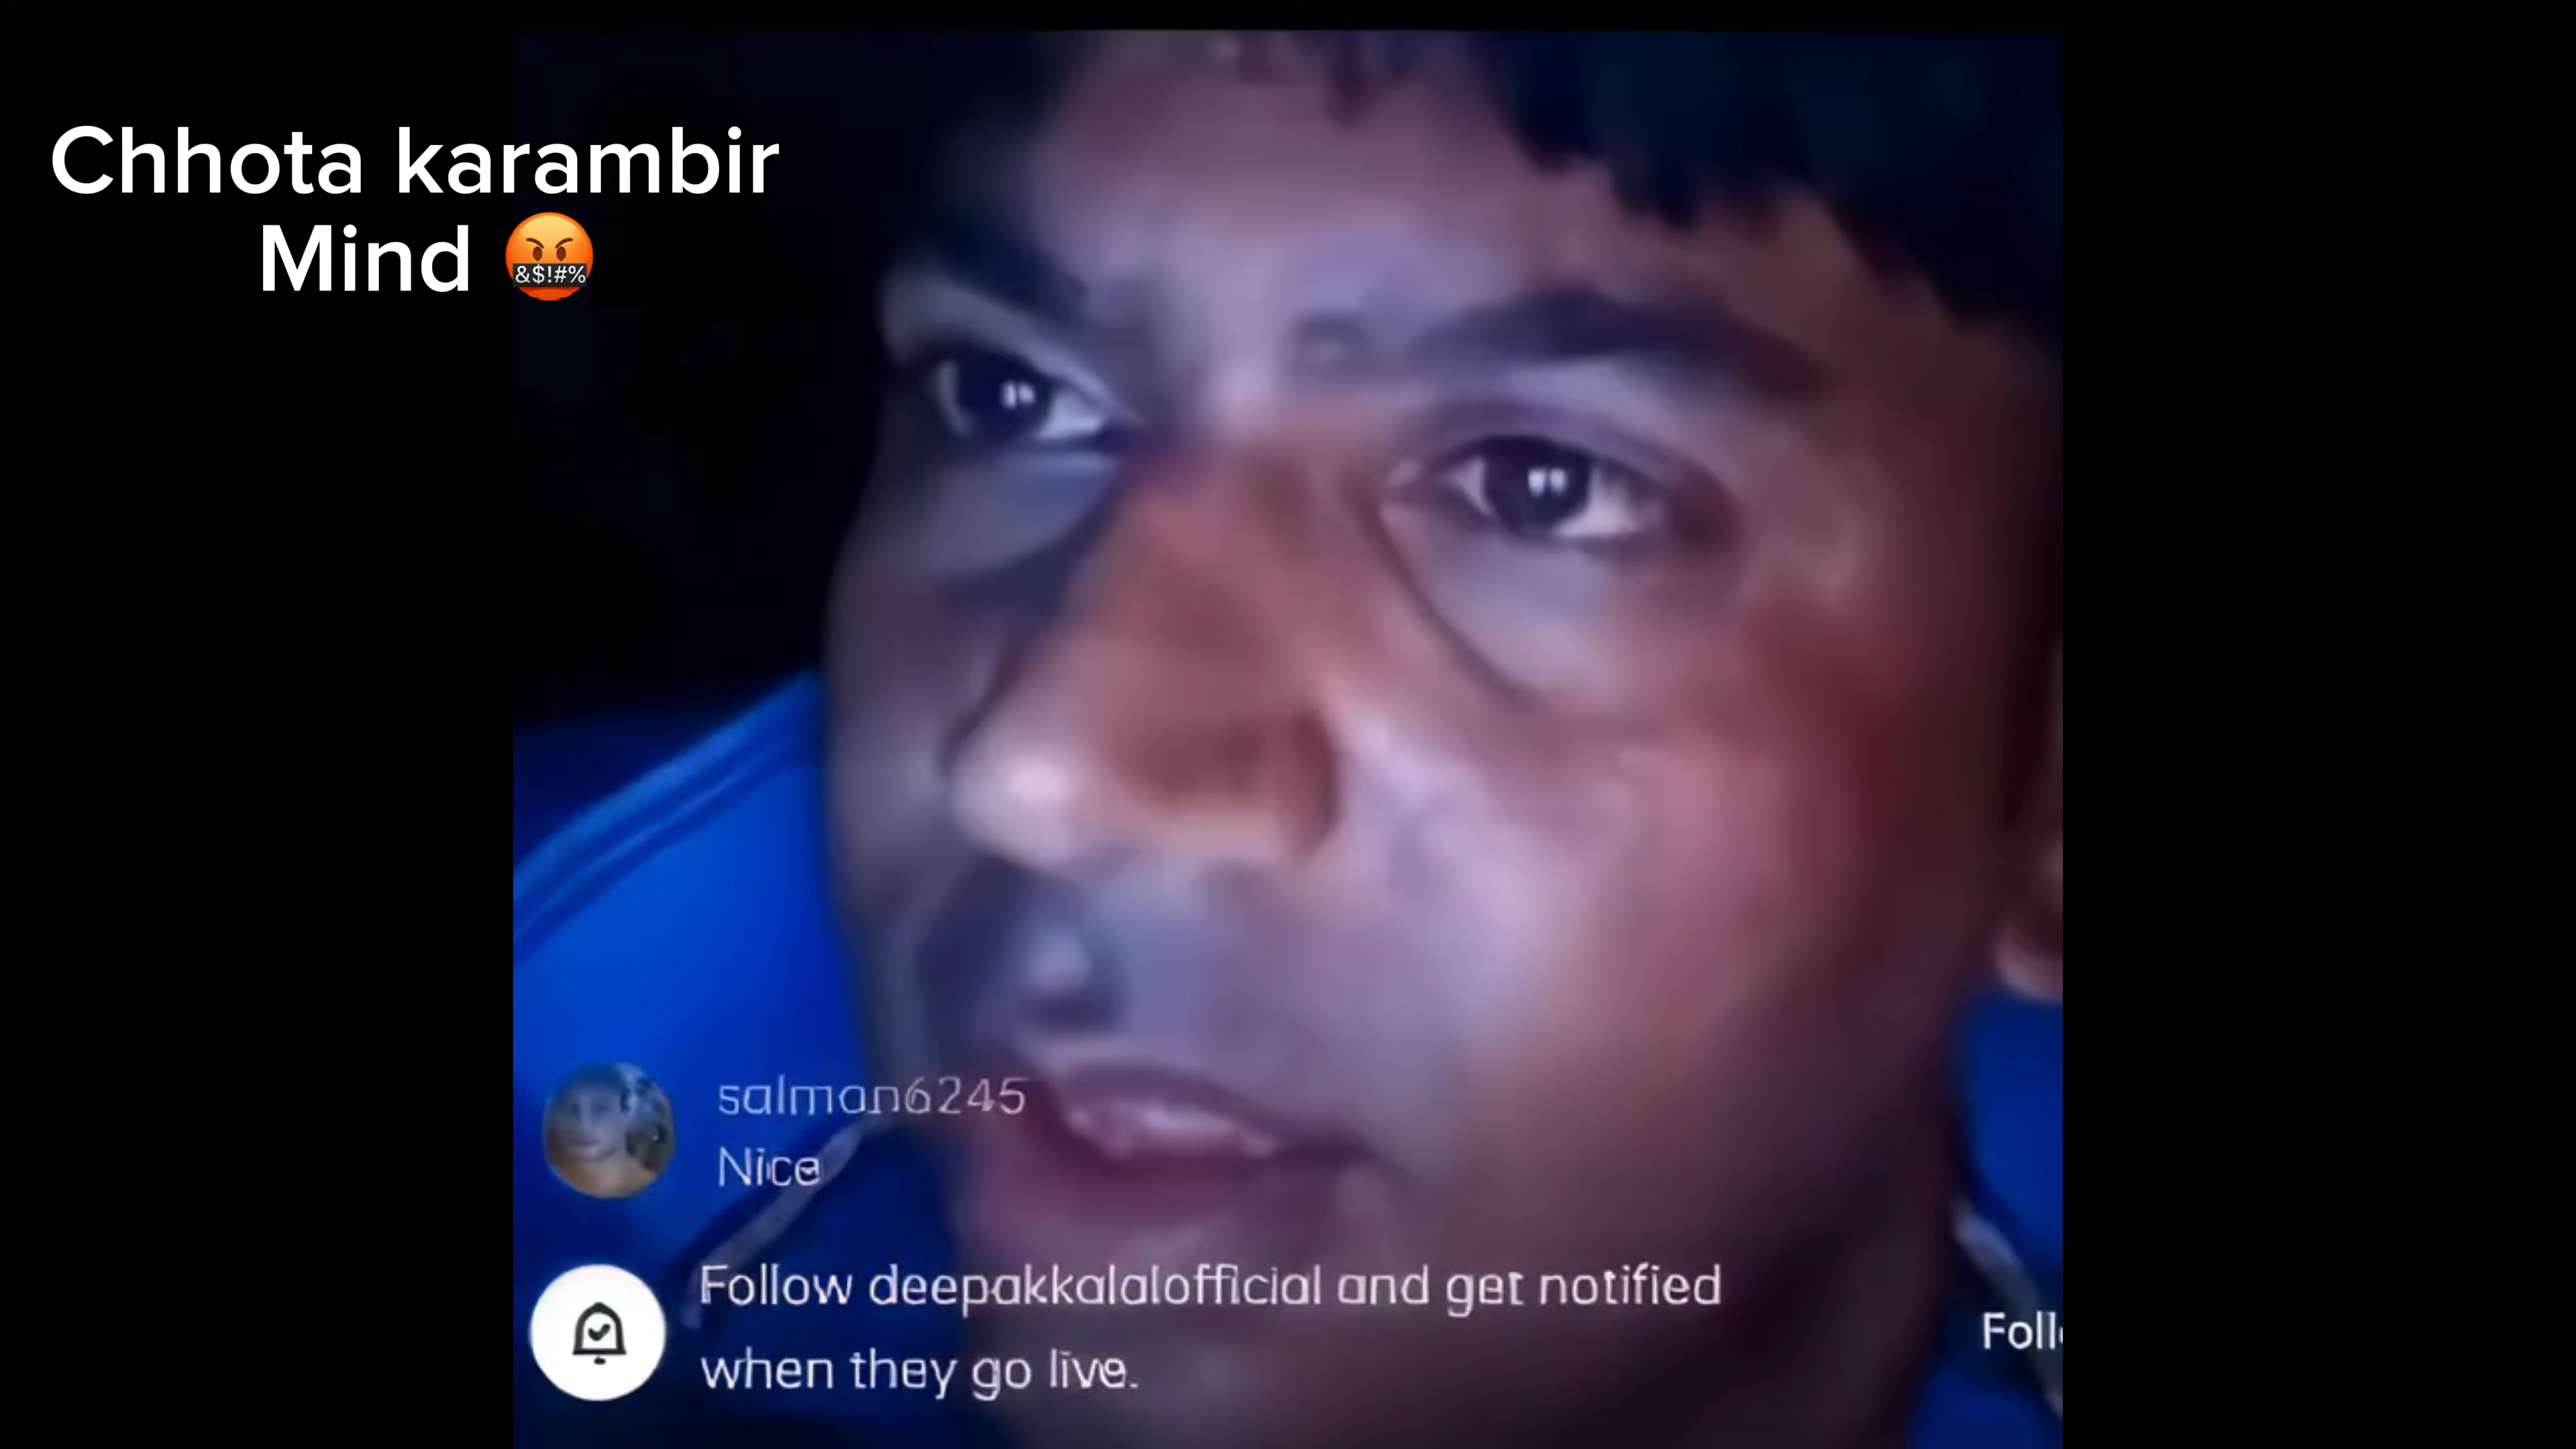 Chhota karambir
Mind 🤬
&$!#%
salman6245
Nice
Follow deepakkalalofficial and get notified
when they go live.
Foll